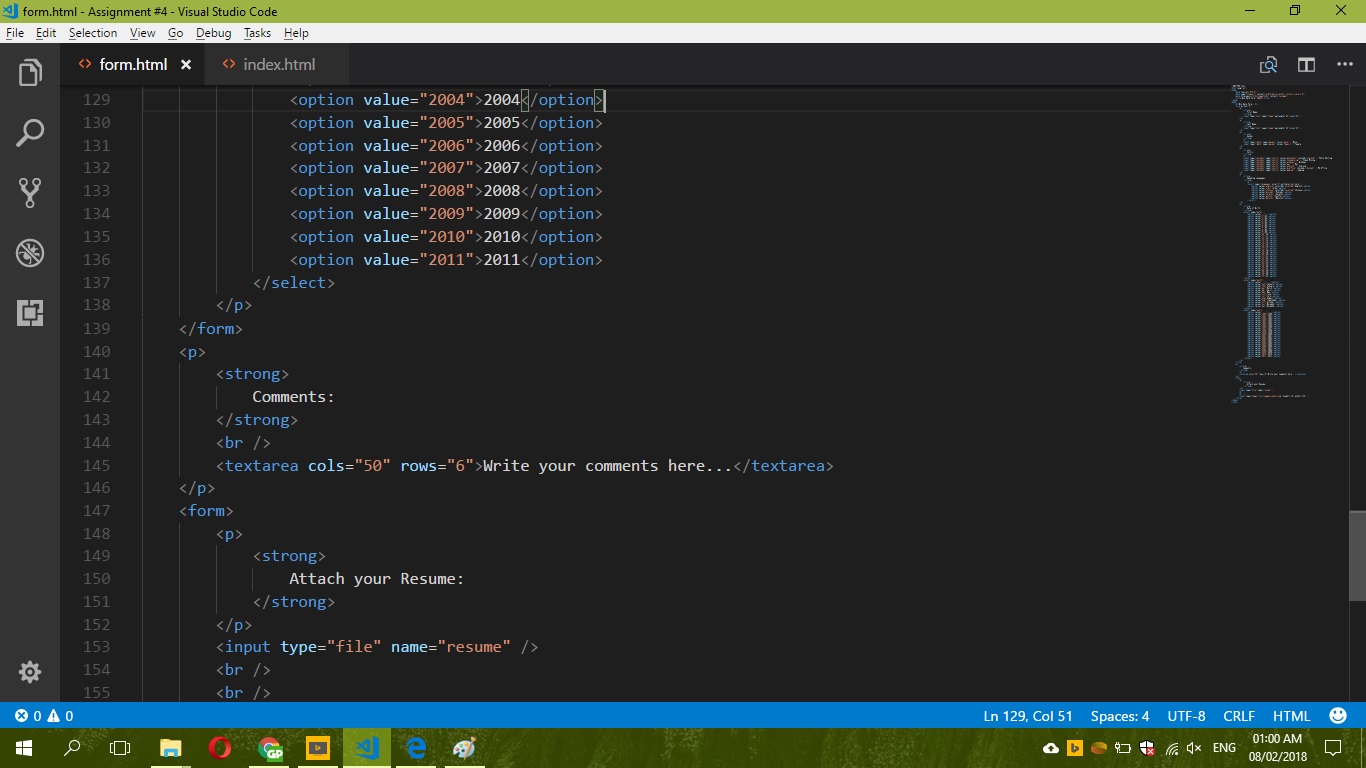 form.html - Assignment #4 - Visual Studio Code
File Edit Selection View Go Debug Tasks Help
<> form.html × <> index.html
129 <option value="2004">2004</option>
130 <option value="2005">2005</option>
131 <option value="2006">2006</option>
132 <option value="2007">2007</option>
133 <option value="2008">2008</option>
134 <option value="2009">2009</option>
135 <option value="2010">2010</option>
136 <option value="2011">2011</option>
137 </select>
138 </p>
139 </form>
140 <p>
141 <strong>
142 Comments:
143 </strong>
144 <br />
145 <textarea cols="50" rows="6">Write your comments here...</textarea>
146 </p>
147 <form>
148 <p>
149 <strong>
150 Attach your Resume:
151 </strong>
152 </p>
153 <input type="file" name="resume" />
154 <br />
155 <br />
0 0 Ln 129, Col 51 Spaces: 4 UTF-8 CRLF HTML
GP b b ENG 01:00 AM
08/02/2018